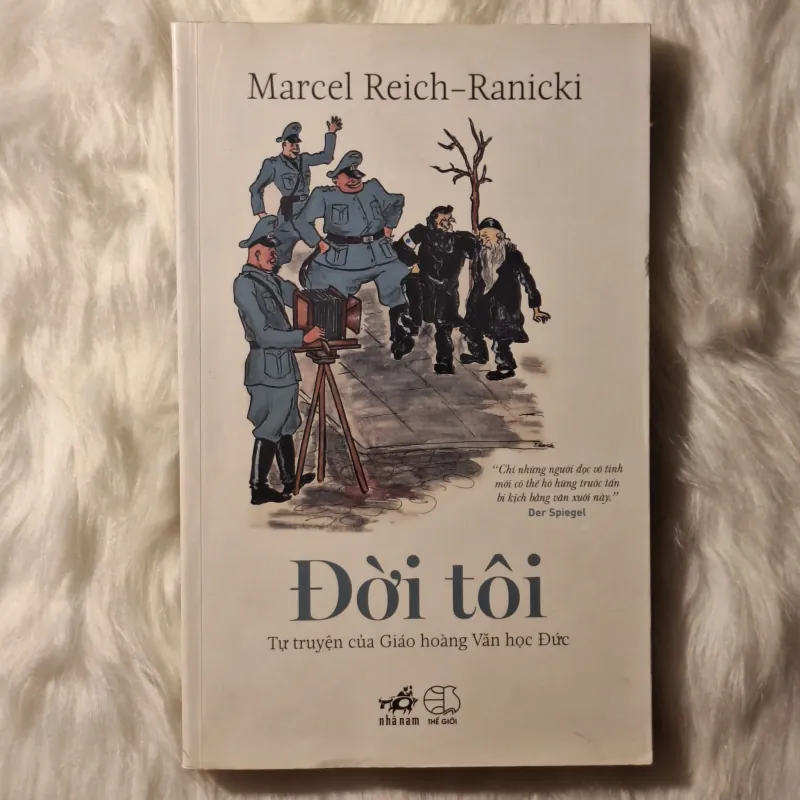 Marcel Reich-Ranicki
“Chỉ những người đọc vô tình
mới có thể hờ hững trước tấn
bi kịch bằng văn xuôi này.”
Der Spiegel
Đời tôi
Tự truyện của Giáo hoàng Văn học Đức
nhã nam
THẾ GIỚI